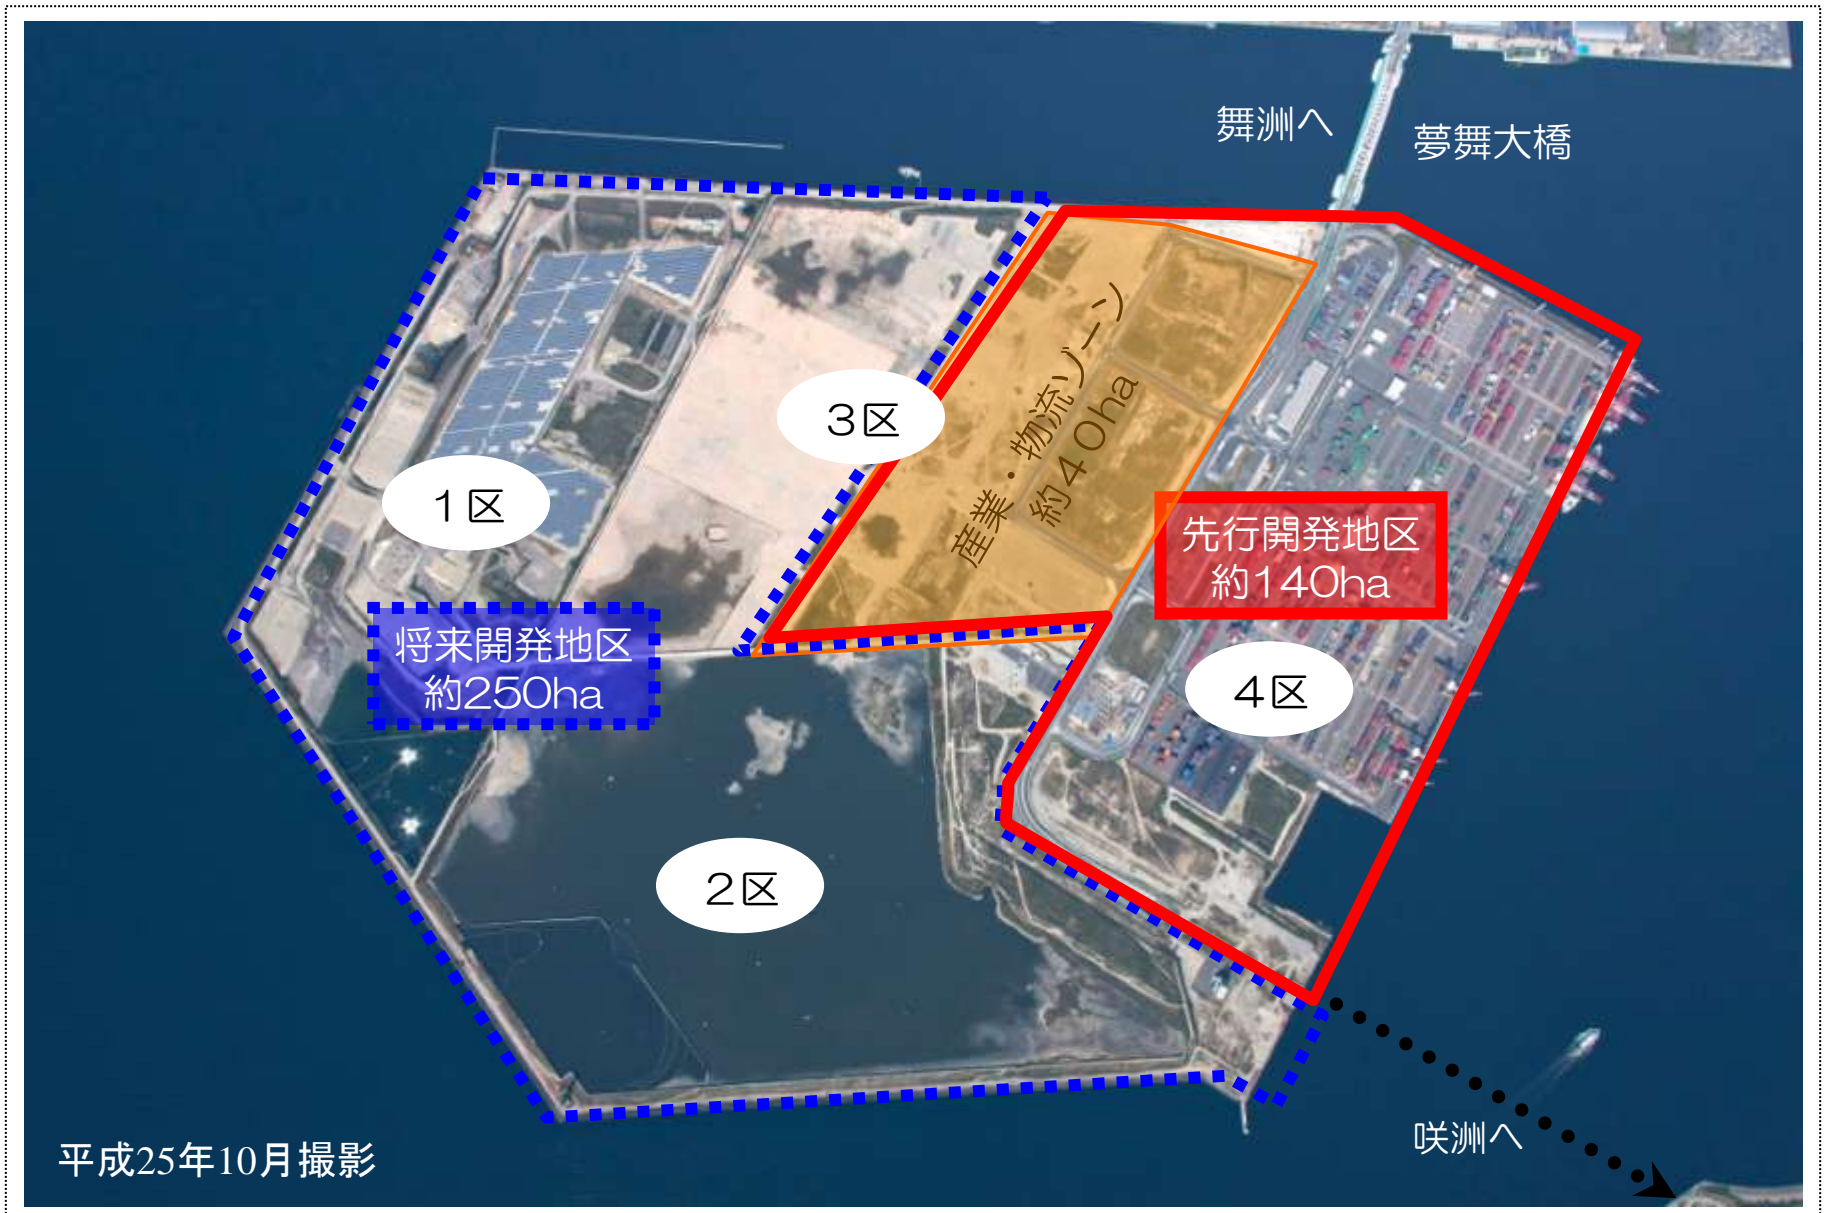 舞洲へ
夢舞大橋
産業・物流ゾーン
約40ha
3区
1区
先行開発地区
約140ha
将来開発地区
約250ha
4区
2区
咲洲へ
平成25年10月撮影